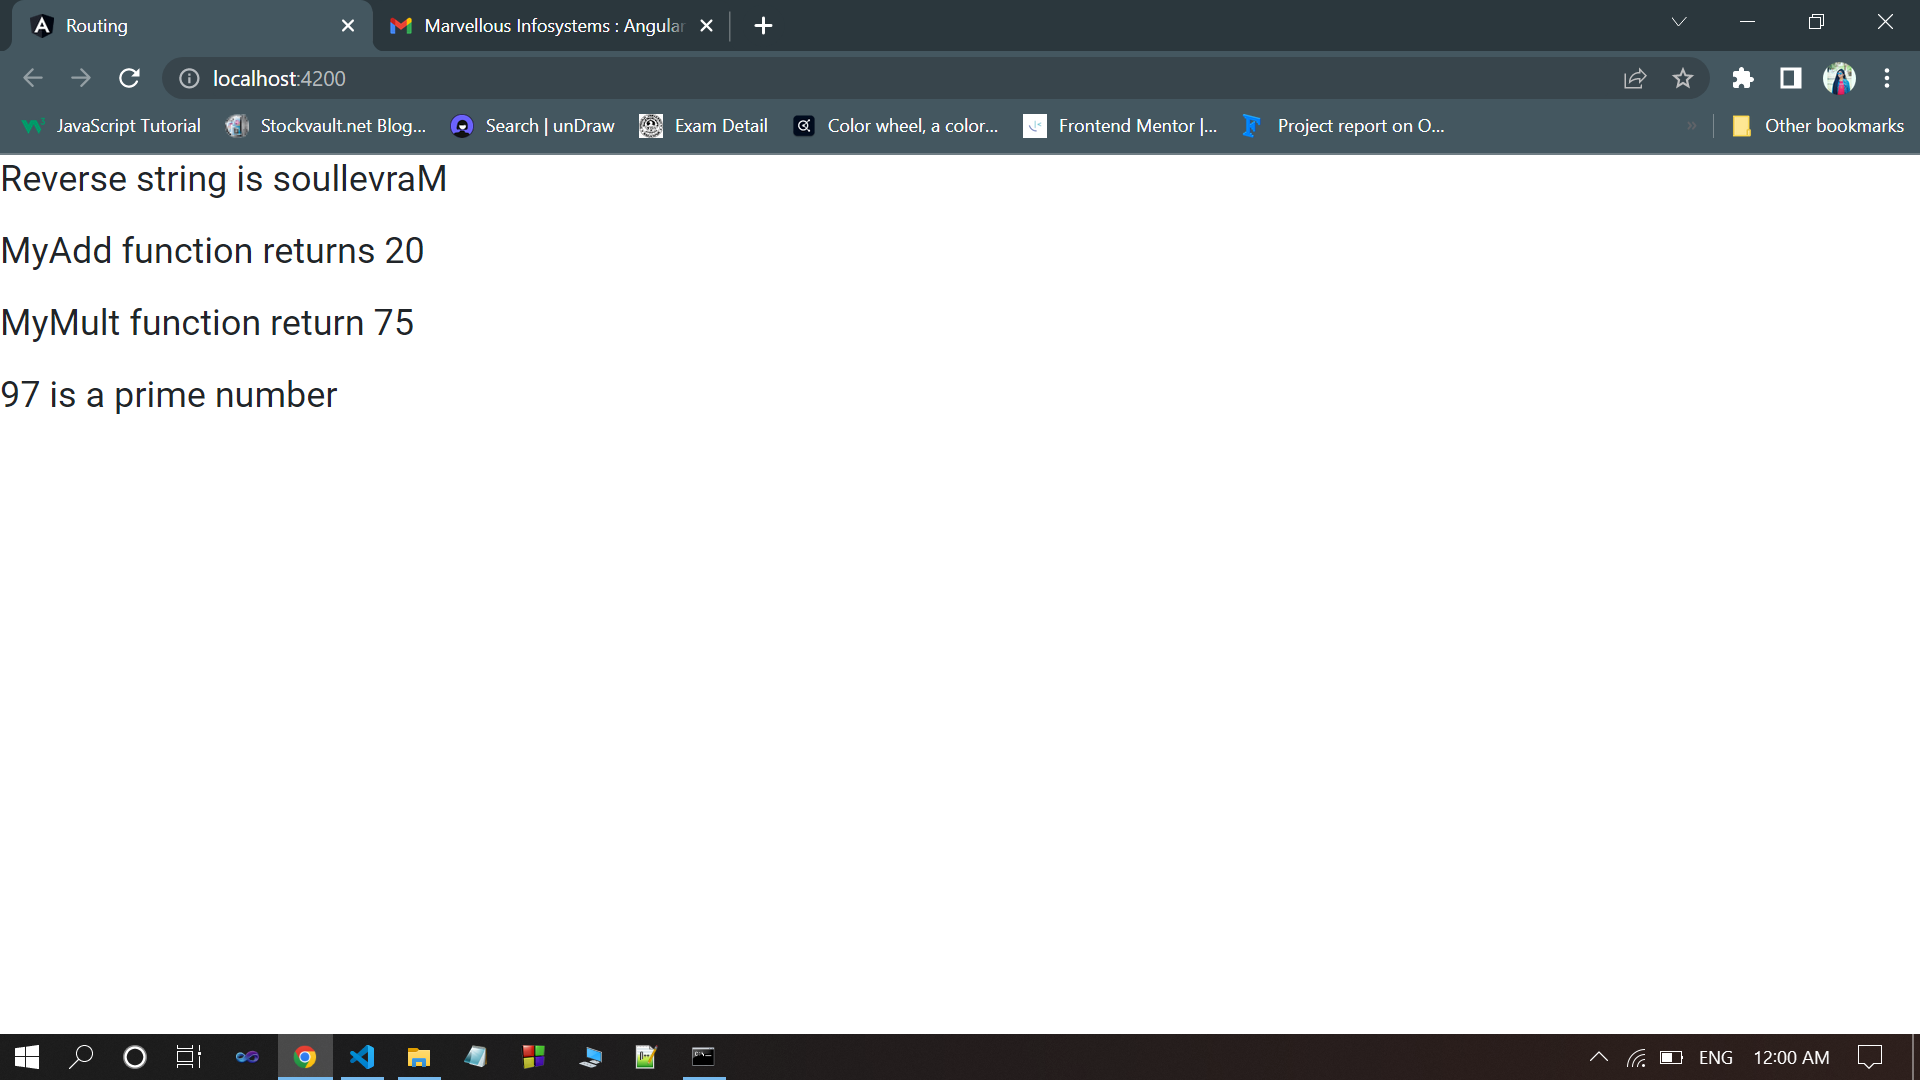 Routing
Marvellous Infosystems : Angular
localhost:4200
JavaScript Tutorial
Stockvault.net Blog...
Search | unDraw
Exam Detail
Color wheel, a color...
Frontend Mentor |...
Project report on O...
»
Other bookmarks
Reverse string is soullevraM
MyAdd function returns 20
MyMult function return 75
97 is a prime number
ENG
12:00 AM